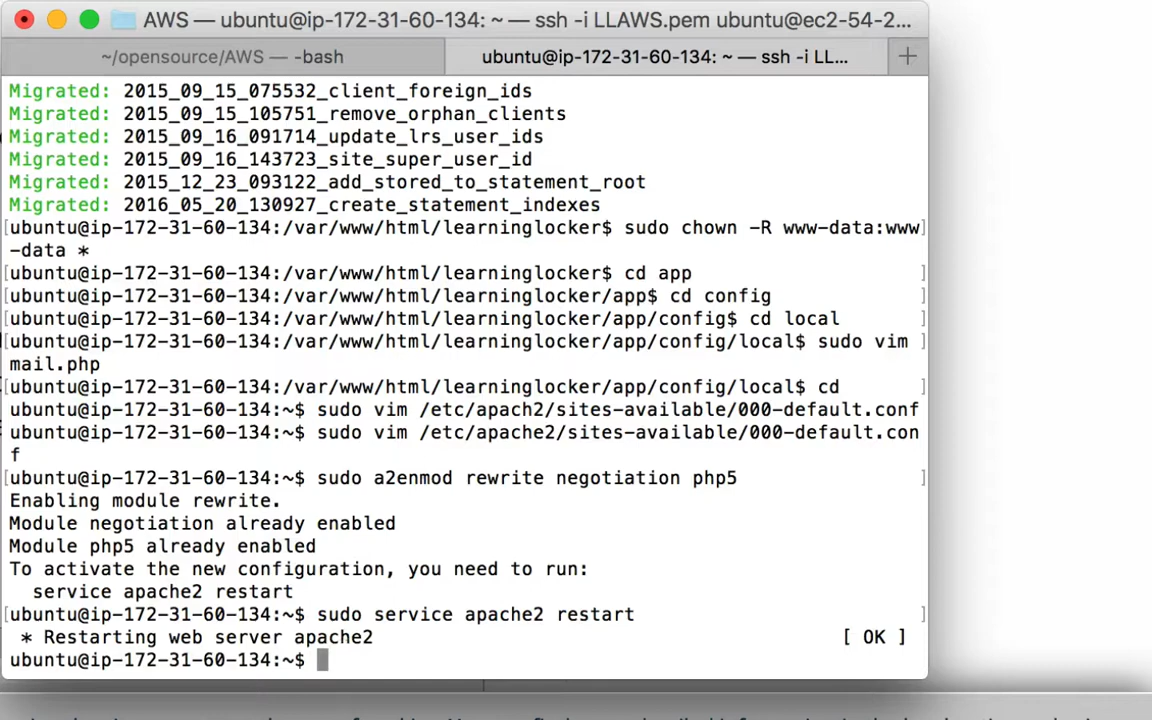 AWS — ubuntu@ip-172-31-60-134: ~ — ssh -i LLAWS.pem ubuntu@ec2-54-2...
~/opensource/AWS — -bash
ubuntu@ip-172-31-60-134: ~ — ssh -i LL... +
Migrated: 2015_09_15_075532_client_foreign_ids
Migrated: 2015_09_15_105751_remove_orphan_clients
Migrated: 2015_09_16_091714_update_lrs_user_ids
Migrated: 2015_09_16_143723_site_super_user_id
Migrated: 2015_12_23_093122_add_stored_to_statement_root
Migrated: 2016_05_20_130927_create_statement_indexes
[ubuntu@ip-172-31-60-134:/var/www/html/learninglocker$ sudo chown -R www-data:www]
-data *
[ubuntu@ip-172-31-60-134:/var/www/html/learninglocker$ cd app ]
[ubuntu@ip-172-31-60-134:/var/www/html/learninglocker/app$ cd config ]
[ubuntu@ip-172-31-60-134:/var/www/html/learninglocker/app/config$ cd local ]
[ubuntu@ip-172-31-60-134:/var/www/html/learninglocker/app/config/local$ sudo vim ]
mail.php
[ubuntu@ip-172-31-60-134:/var/www/html/learninglocker/app/config/local$ cd ]
[ubuntu@ip-172-31-60-134:~$ sudo vim /etc/apach2/sites-available/000-default.conf
[ubuntu@ip-172-31-60-134:~$ sudo vim /etc/apache2/sites-available/000-default.con
f
[ubuntu@ip-172-31-60-134:~$ sudo a2enmod rewrite negotiation php5 ]
Enabling module rewrite.
Module negotiation already enabled
Module php5 already enabled
To activate the new configuration, you need to run:
service apache2 restart
[ubuntu@ip-172-31-60-134:~$ sudo service apache2 restart ]
* Restarting web server apache2 [ OK ]
ubuntu@ip-172-31-60-134:~$